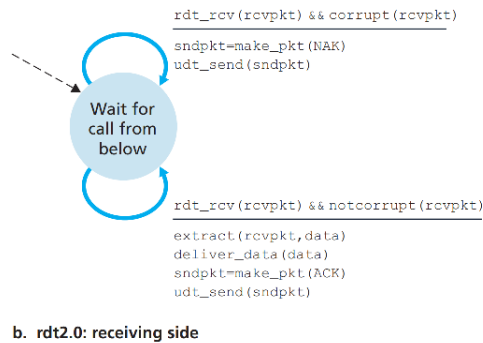 rdt_rcv(rcvpkt) && corrupt(rcvpkt)
sndpkt=make_pkt(NAK)
udt_send(sndpkt)
Wait for
call from
below
rdt_rcv(rcvpkt) && notcorrupt(rcvpkt)
extract(rcvpkt,data)
deliver_data(data)
sndpkt=make_pkt(ACK)
udt_send(sndpkt)
b. rdt2.0: receiving side